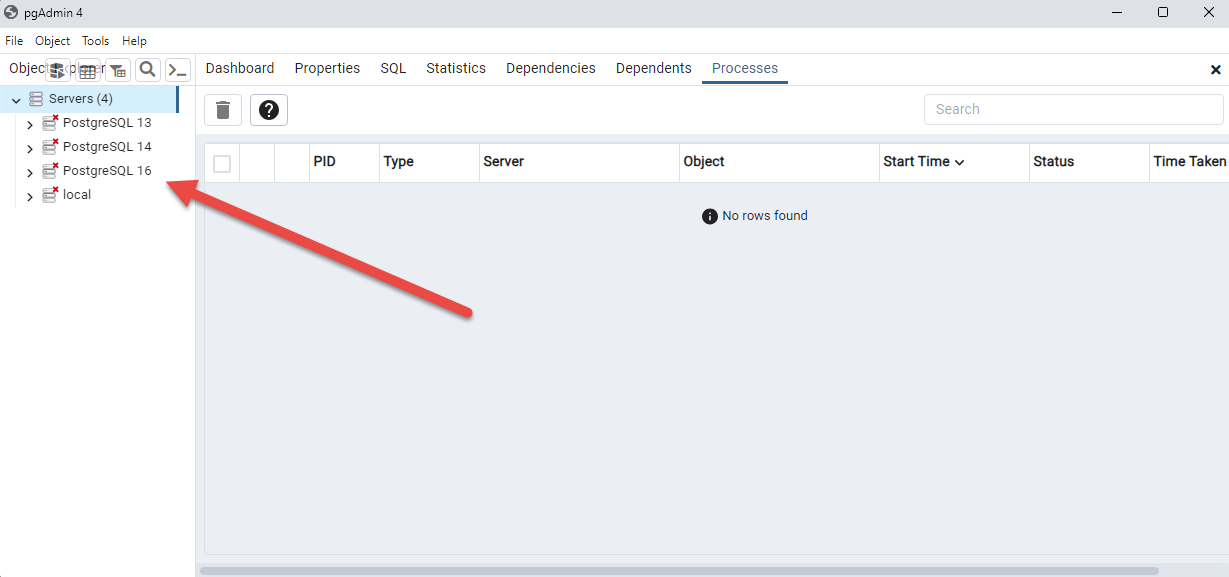 pgAdmin 4
File Object Tools Help
Object Explorer
Dashboard Properties SQL Statistics Dependencies Dependents Processes
Servers (4)
PostgreSQL 13
PostgreSQL 14
PostgreSQL 16
local
Search
PID Type Server Object Start Time Status Time Taken
No rows found